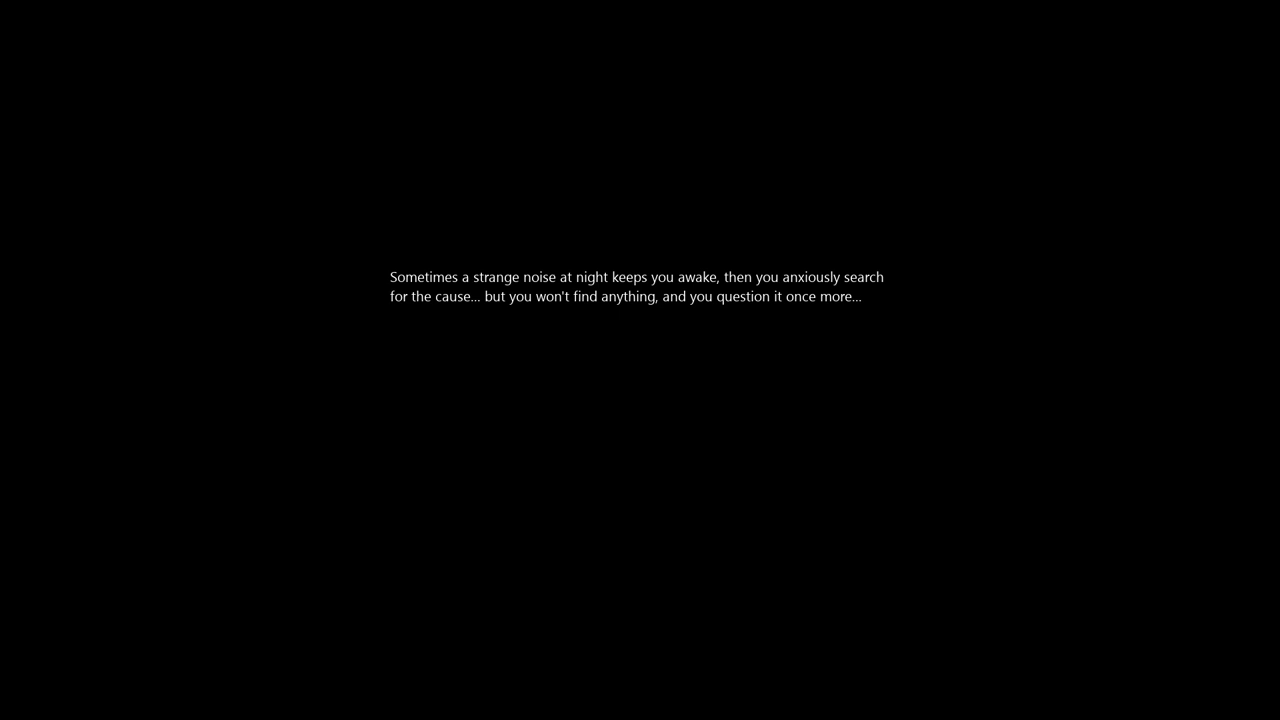 Sometimes a strange noise at night keeps you awake, then you anxiously search
for the cause... but you won't find anything, and you question it once more...